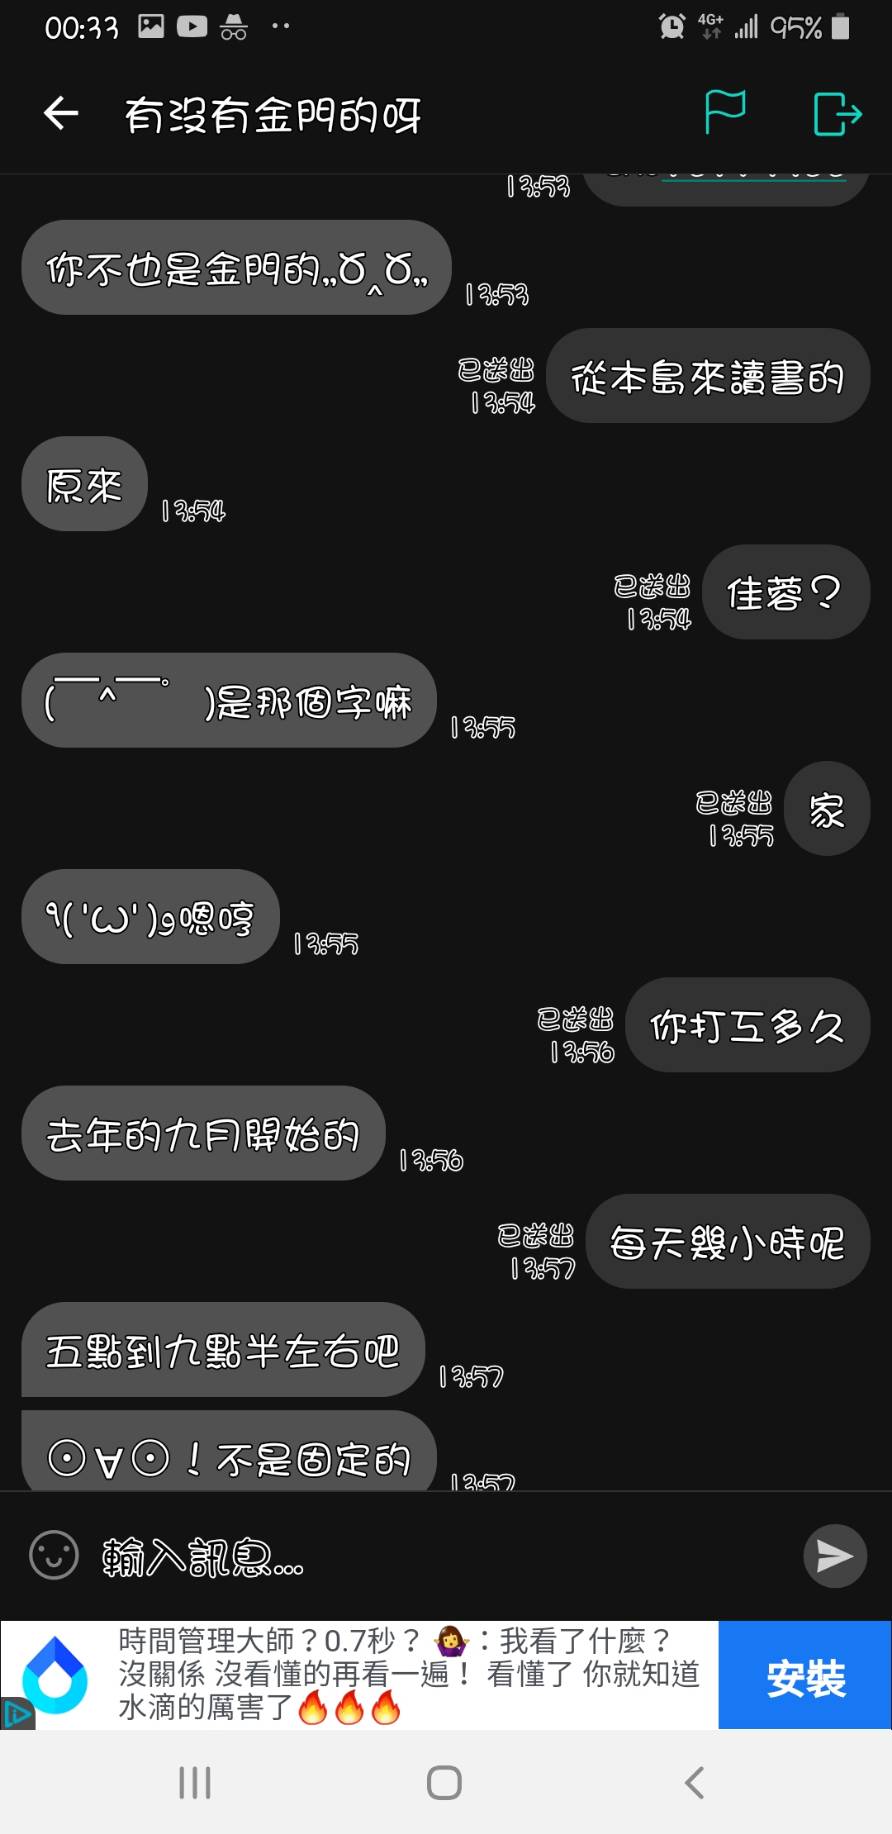 00:33
4G+ 95%
有沒有金門的呀
13:53
你不也是金門的„Ծ‸Ծ„
13:53
從本島來讀書的
已送出
13:54
原來
13:54
佳蓉？
已送出
13:54
(￣^￣゜)是那個字嘛
13:55
家
已送出
13:55
٩('ω')و嗯哼
13:55
你打工多久
已送出
13:56
去年的九月開始的
13:56
每天幾小時呢
已送出
13:57
五點到九點半左右吧
13:57
⊙∀⊙！不是固定的
13:57
輸入訊息...
時間管理大師？0.7秒？🤷‍♀️：我看了什麼？
沒關係 沒看懂的再看一遍！ 看懂了 你就知道
水滴的厲害了🔥🔥🔥
安裝